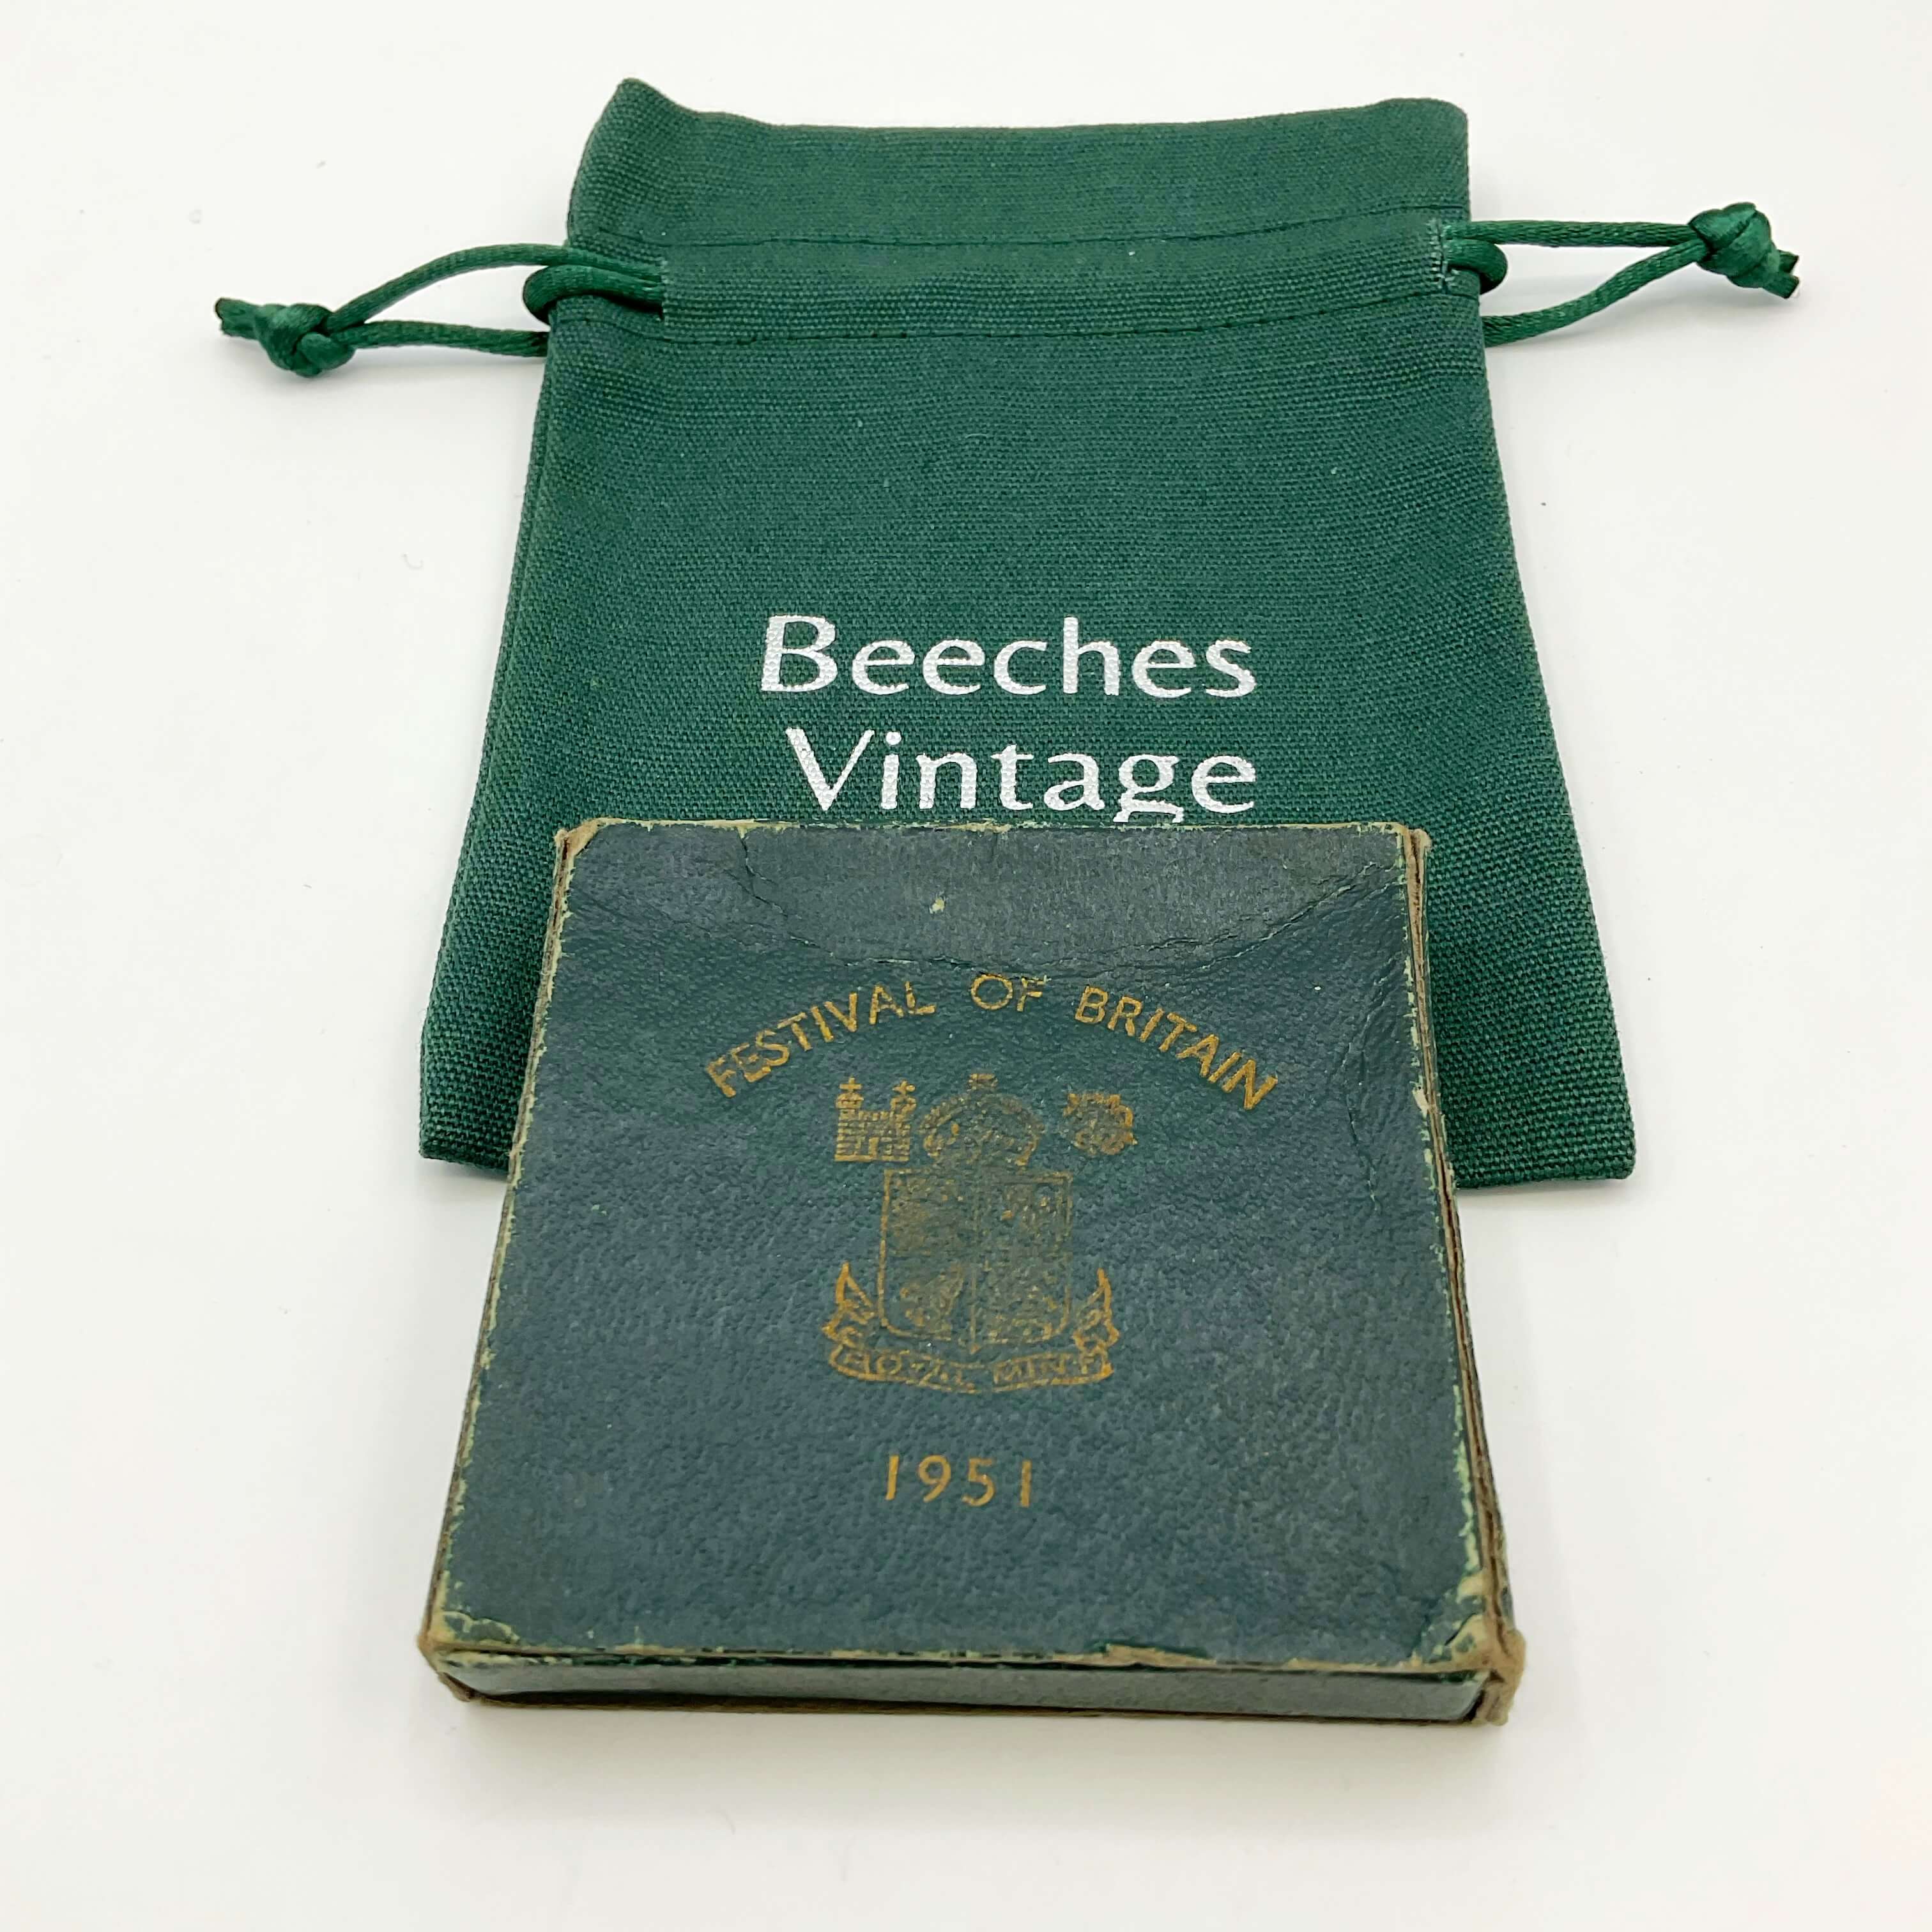 Beeches
Vintage
FESTIVAL OF BRITAIN
ROYAL MINT
1951